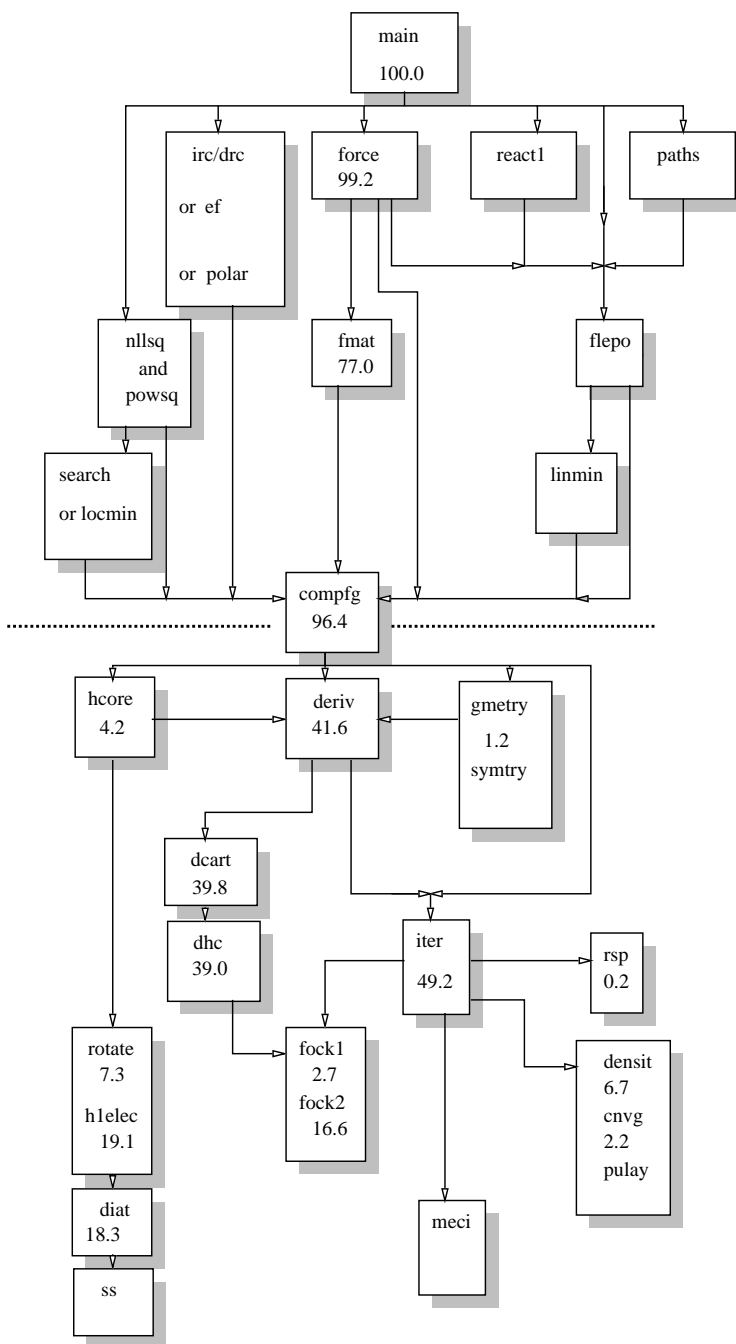 main
100.0
irc/drc
or ef
or polar
force
99.2
react1
paths
nllsq
and
powsq
fmat
77.0
flepo
search
or locmin
linmin
compfg
96.4
hcore
4.2
deriv
41.6
gmetry
1.2
symtry
dcart
39.8
dhc
39.0
iter
49.2
rsp
0.2
rotate
7.3
h1elec
19.1
fock1
2.7
fock2
16.6
densit
6.7
cnvg
2.2
pulay
diat
18.3
meci
ss